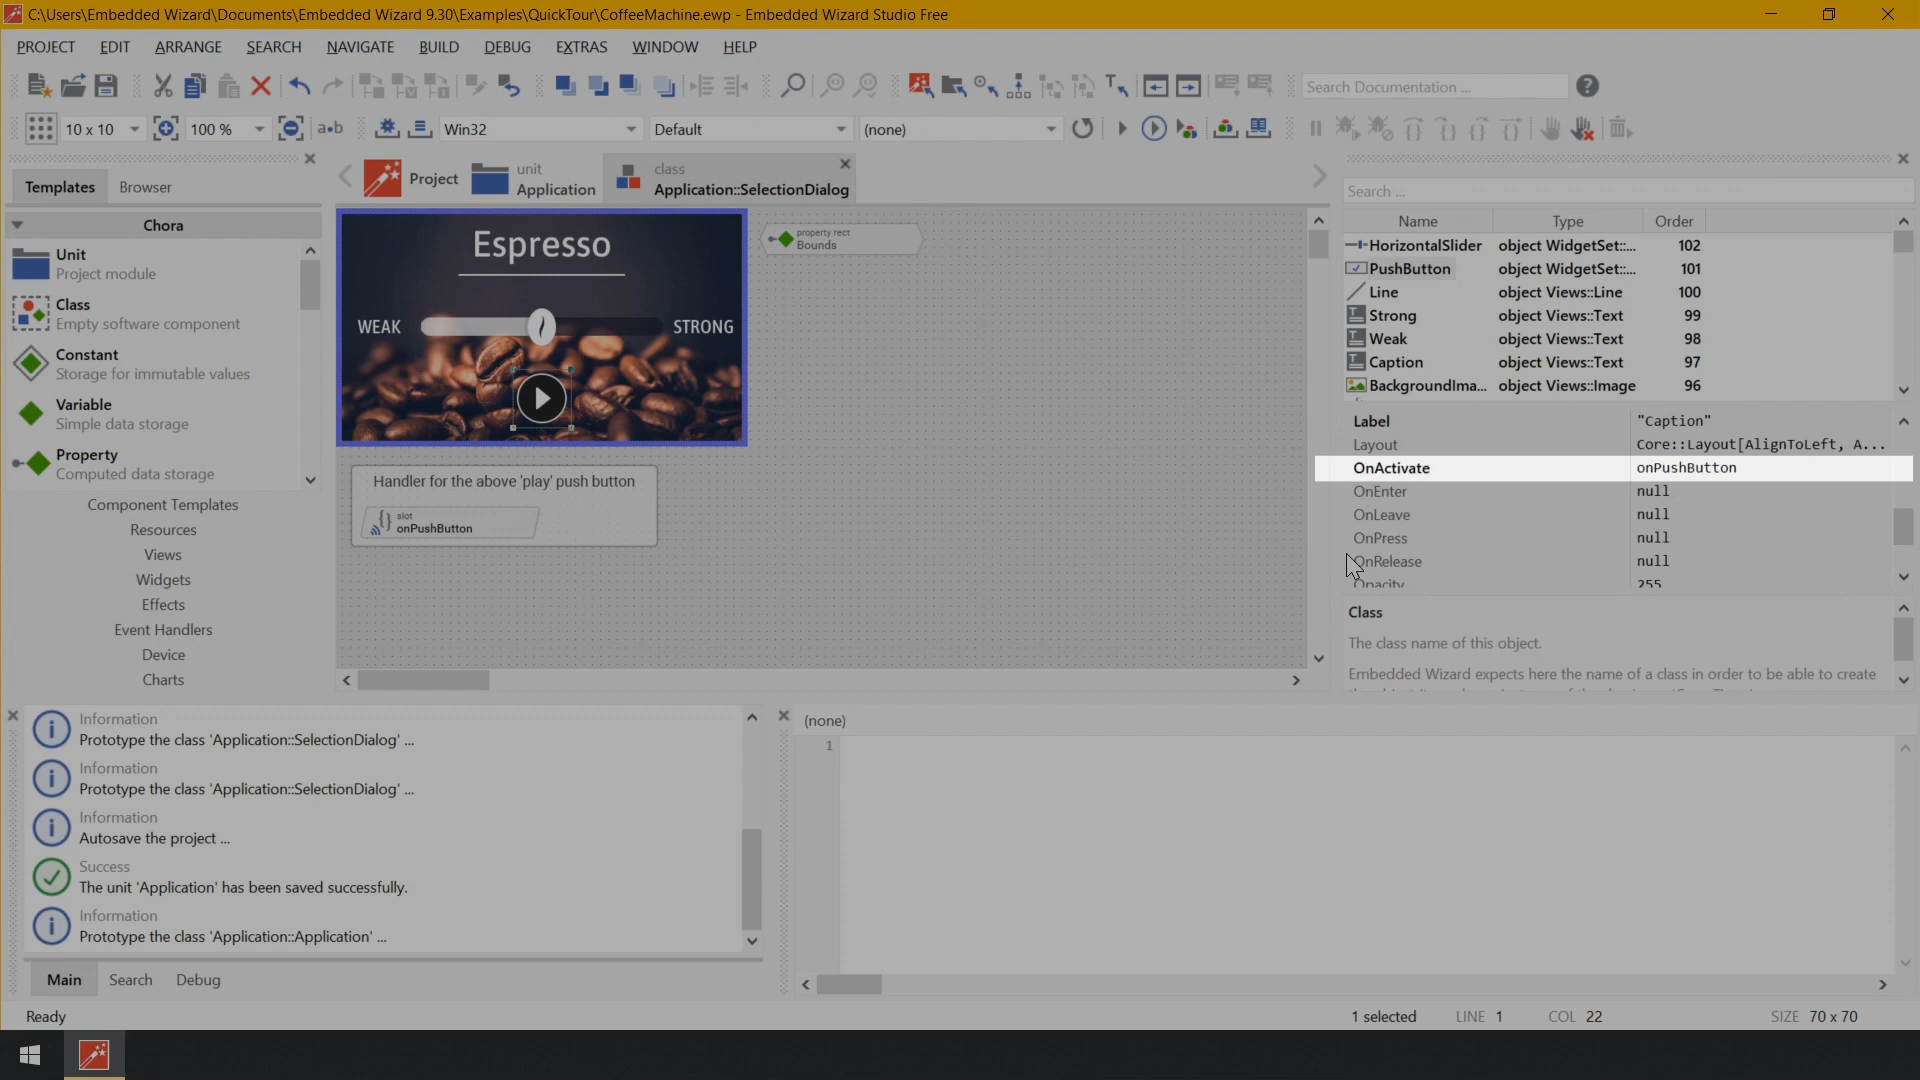 C:\Users\Embedded Wizard\Documents\Embedded Wizard 9.30\Examples\QuickTour\CoffeeMachine.ewp - Embedded Wizard Studio Free
PROJECT EDIT ARRANGE SEARCH NAVIGATE BUILD DEBUG EXTRAS WINDOW HELP
Search Documentation ...
10 x 10 100 % a•b Win32 Default (none)
Templates Browser
Project
unit
Application
class
Application::SelectionDialog
Chora
Unit
Project module
Class
Empty software component
Constant
Storage for immutable values
Variable
Simple data storage
Property
Computed data storage
Component Templates
Resources
Views
Widgets
Effects
Event Handlers
Device
Charts
Espresso
WEAK STRONG
property rect
Bounds
Handler for the above 'play' push button
slot
onPushButton
Search ...
Name Type Order
HorizontalSlider object WidgetSet::... 102
PushButton object WidgetSet::... 101
Line object Views::Line 100
Strong object Views::Text 99
Weak object Views::Text 98
Caption object Views::Text 97
BackgroundIma... object Views::Image 96
Label "Caption"
Layout Core::Layout[AlignToLeft, A...
OnActivate onPushButton
OnEnter null
OnLeave null
OnPress null
OnRelease null
Opacity 255
Class
The class name of this object.
Embedded Wizard expects here the name of a class in order to be able to create
Information
Prototype the class 'Application::SelectionDialog' ...
Information
Prototype the class 'Application::SelectionDialog' ...
Information
Autosave the project ...
Success
The unit 'Application' has been saved successfully.
Information
Prototype the class 'Application::Application' ...
Main Search Debug
(none)
1
Ready
1 selected LINE 1 COL 22 SIZE 70 x 70